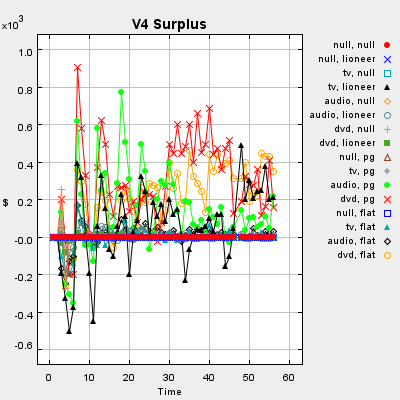 V4 Surplus
x10³
$
1.0
0.8
0.6
0.4
0.2
-0.0
-0.2
-0.4
-0.6
0
10
20
30
40
50
60
Time
null, null
null, lioneer
tv, null
tv, lioneer
audio, null
audio, lioneer
dvd, null
dvd, lioneer
null, pg
tv, pg
audio, pg
dvd, pg
null, flat
tv, flat
audio, flat
dvd, flat